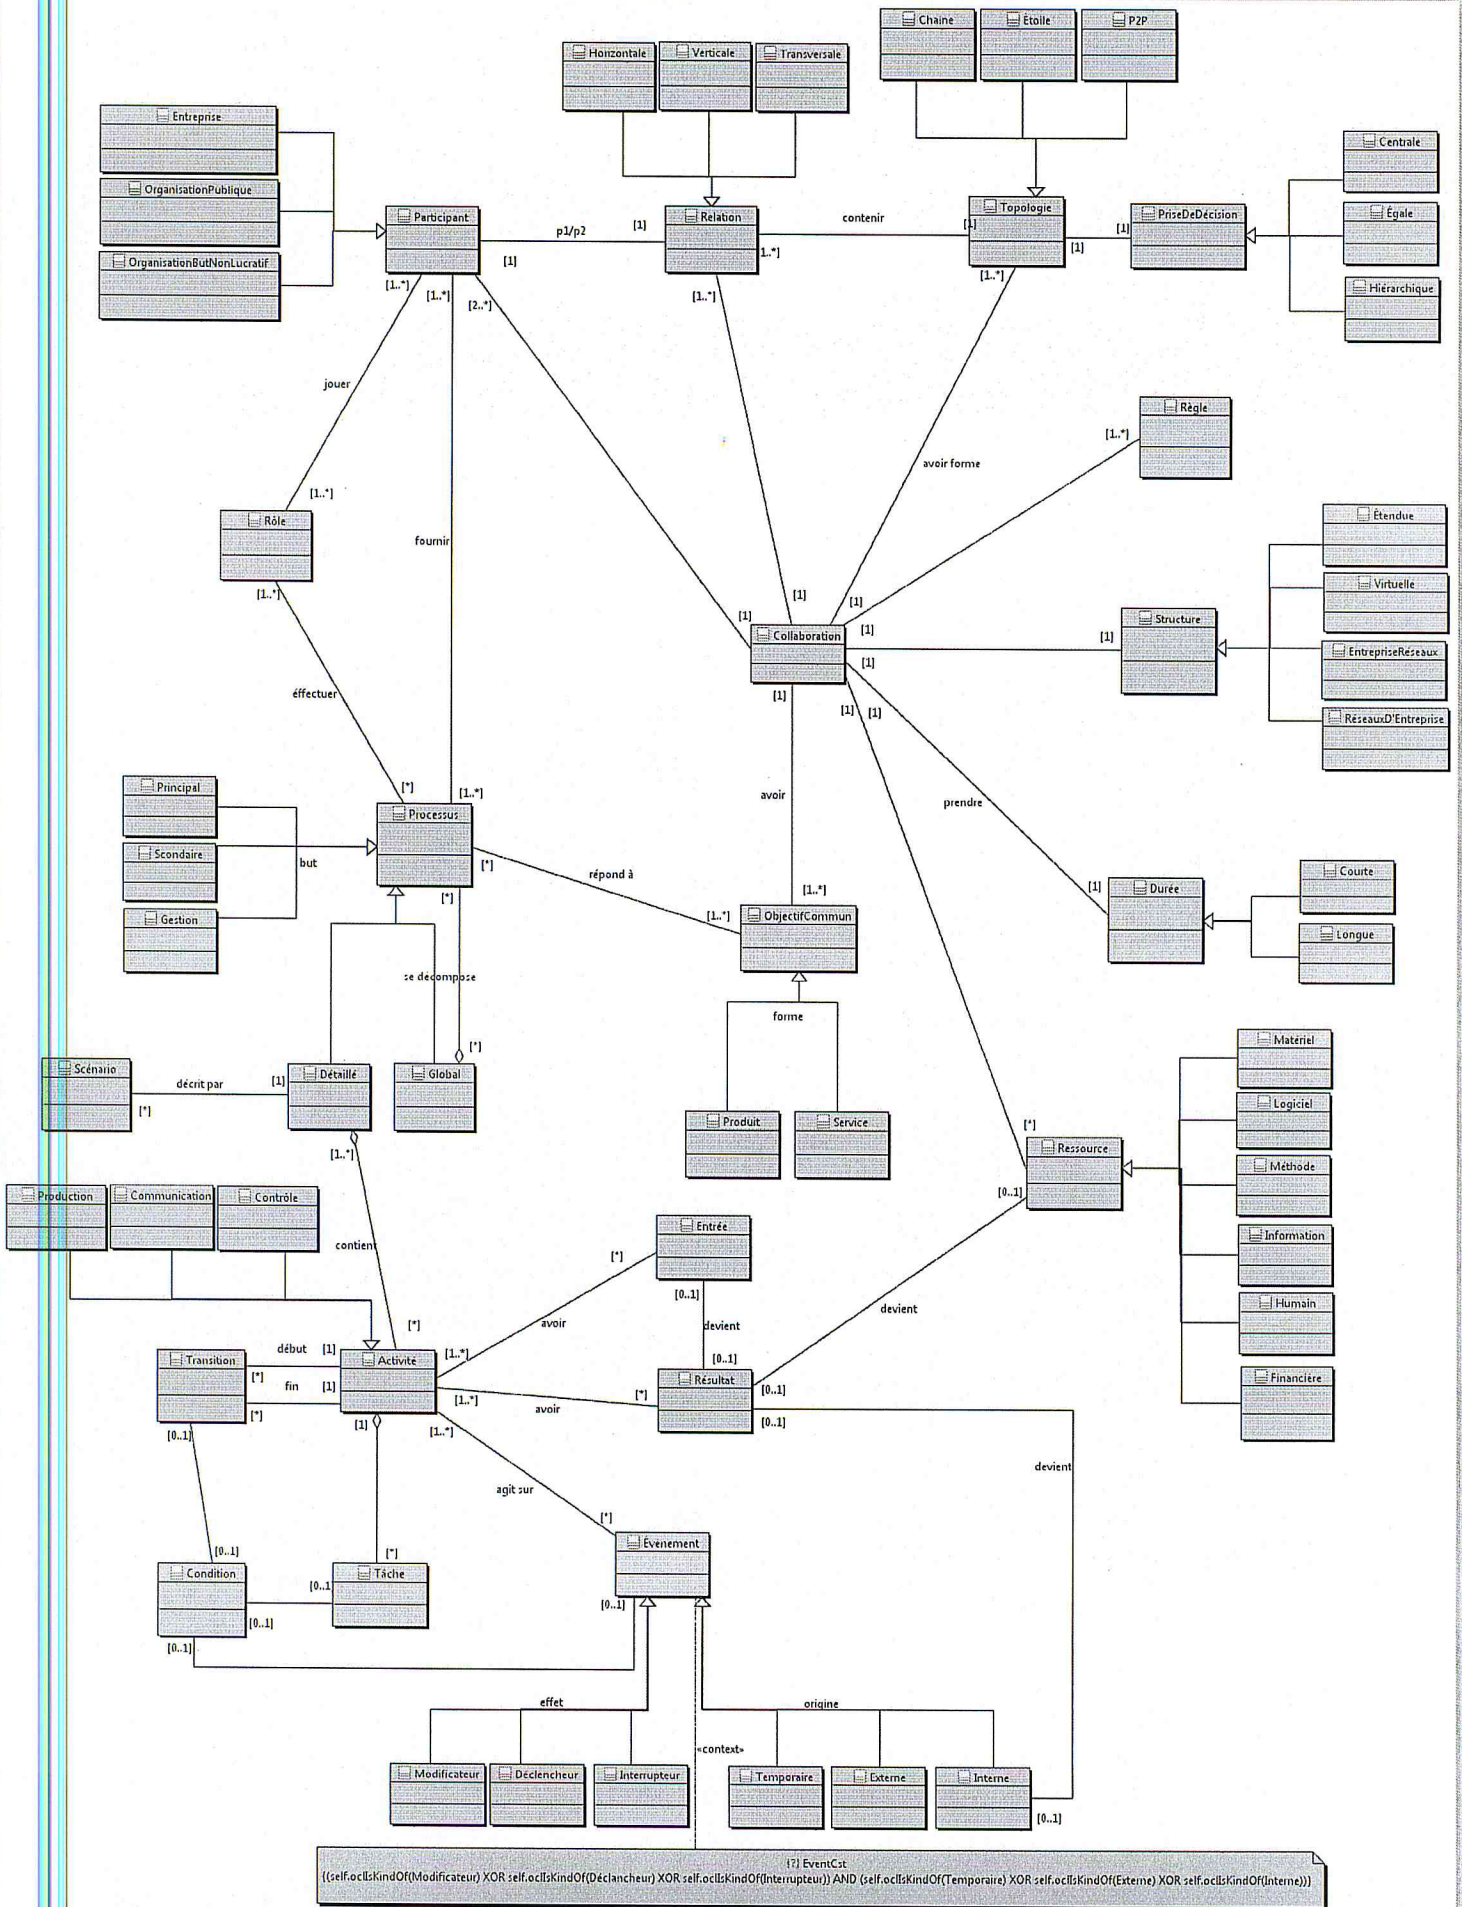 Chaine
Étoile
P2P
Horizontale
Verticale
Transversale
Entreprise
OrganisationPublique
OrganisationButNonLucratif
Participant
p1/p2
[1]
[1]
Relation
contenir
[1]
1..*]
Topologie
[1]
[1]
PriseDeDécision
Centrale
Égale
Hiérarchique
[1..*]
[1..*]
[2..*]
[1..*]
[1..*]
jouer
Règle
[1..*]
avoir forme
[1..*]
Rôle
fournir
Étendue
Virtuelle
EntrepriseRéseaux
RéseauxD'Entreprise
Structure
[1..*]
[1]
[1]
[1]
[1]
[1]
Collaboration
[1]
[1]
[1]
[1]
éffectuer
avoir
prendre
[*]
[1..*]
Principal
Scondaire
Gestion
but
Processus
[*]
[*]
répond à
[1..*]
[1..*]
ObjectifCommun
[1]
Durée
Courte
Longue
se décompose
forme
[*]
Scénario
décrit par
[*]
[1]
Détaillé
Global
[1..*]
Produit
Service
[*]
Ressource
[0..1]
Matériel
Logiciel
Méthode
Information
Humain
Financière
Production
Communication
Contrôle
contient
[*]
Entrée
[*]
avoir
[0..1]
devient
[0..1]
devient
Transition
début
[1]
[*]
fin
[1]
[*]
Activité
[1..*]
[1..*]
avoir
[*]
Résultat
[0..1]
[0..1]
[0..1]
[1]
[1..*]
agit sur
[*]
devient
[0..1]
Condition
[0..1
[0..1]
[0..1]
[*]
Tâche
Évènement
[0..1]
effet
origine
«context»
Modificateur
Déclencheur
Interrupteur
Temporaire
Externe
Interne
[0..1]
{?} EventCst
{(self.oclIsKindOf(Modificateur) XOR self.oclIsKindOf(Déclancheur) XOR self.oclIsKindOf(Interrupteur)) AND (self.oclIsKindOf(Temporaire) XOR self.oclIsKindOf(Externe) XOR self.oclIsKindOf(Interne))}